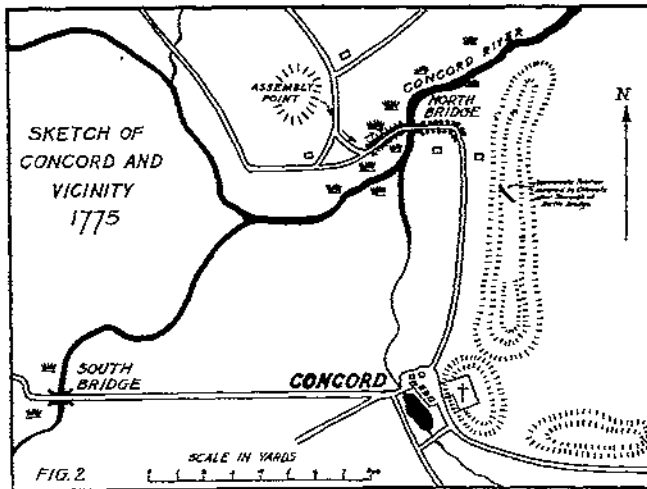 CONCORD RIVER
ASSEMBLY
POINT
NORTH
BRIDGE
N
SKETCH OF
CONCORD AND
VICINITY
1775
SOUTH
BRIDGE
CONCORD
SCALE IN YARDS
FIG. 2